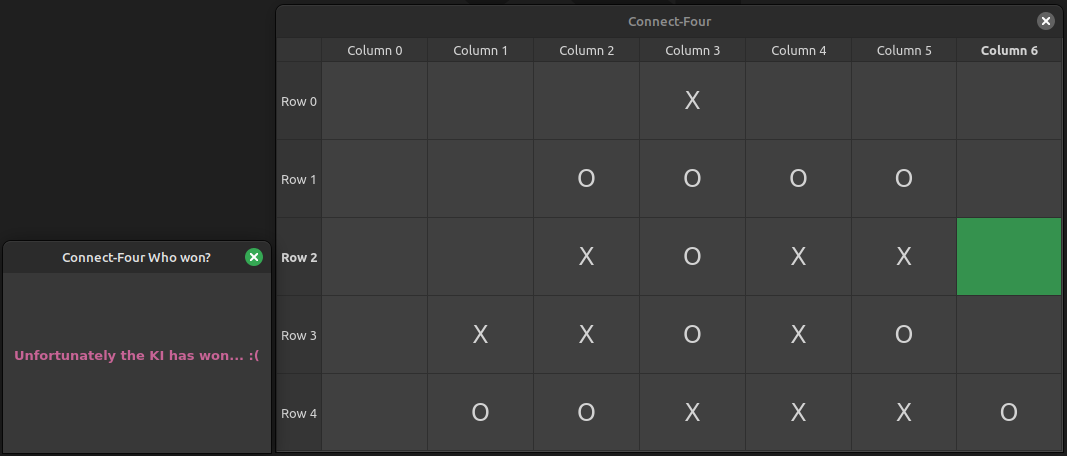 Connect-Four
Column 0 Column 1 Column 2 Column 3 Column 4 Column 5 Column 6
Row 0 X
Row 1 O O O O
Row 2 X O X X
Row 3 X X O X O
Row 4 O O X X X O
Connect-Four Who won?
Unfortunately the KI has won... :(